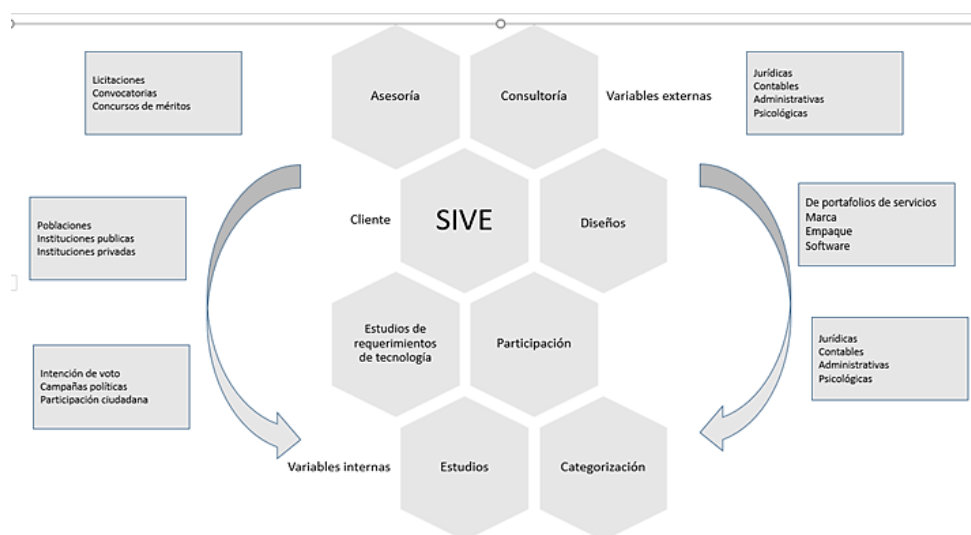 Licitaciones
Convocatorias
Concursos de méritos
Asesoría
Consultoría
Variables externas
Jurídicas
Contables
Administrativas
Psicológicas
Poblaciones
Instituciones publicas
Instituciones privadas
Cliente
SIVE
Diseños
De portafolios de servicios
Marca
Empaque
Software
Intención de voto
Campañas políticas
Participación ciudadana
Estudios de
requerimientos
de tecnología
Participación
Jurídicas
Contables
Administrativas
Psicológicas
Variables internas
Estudios
Categorización